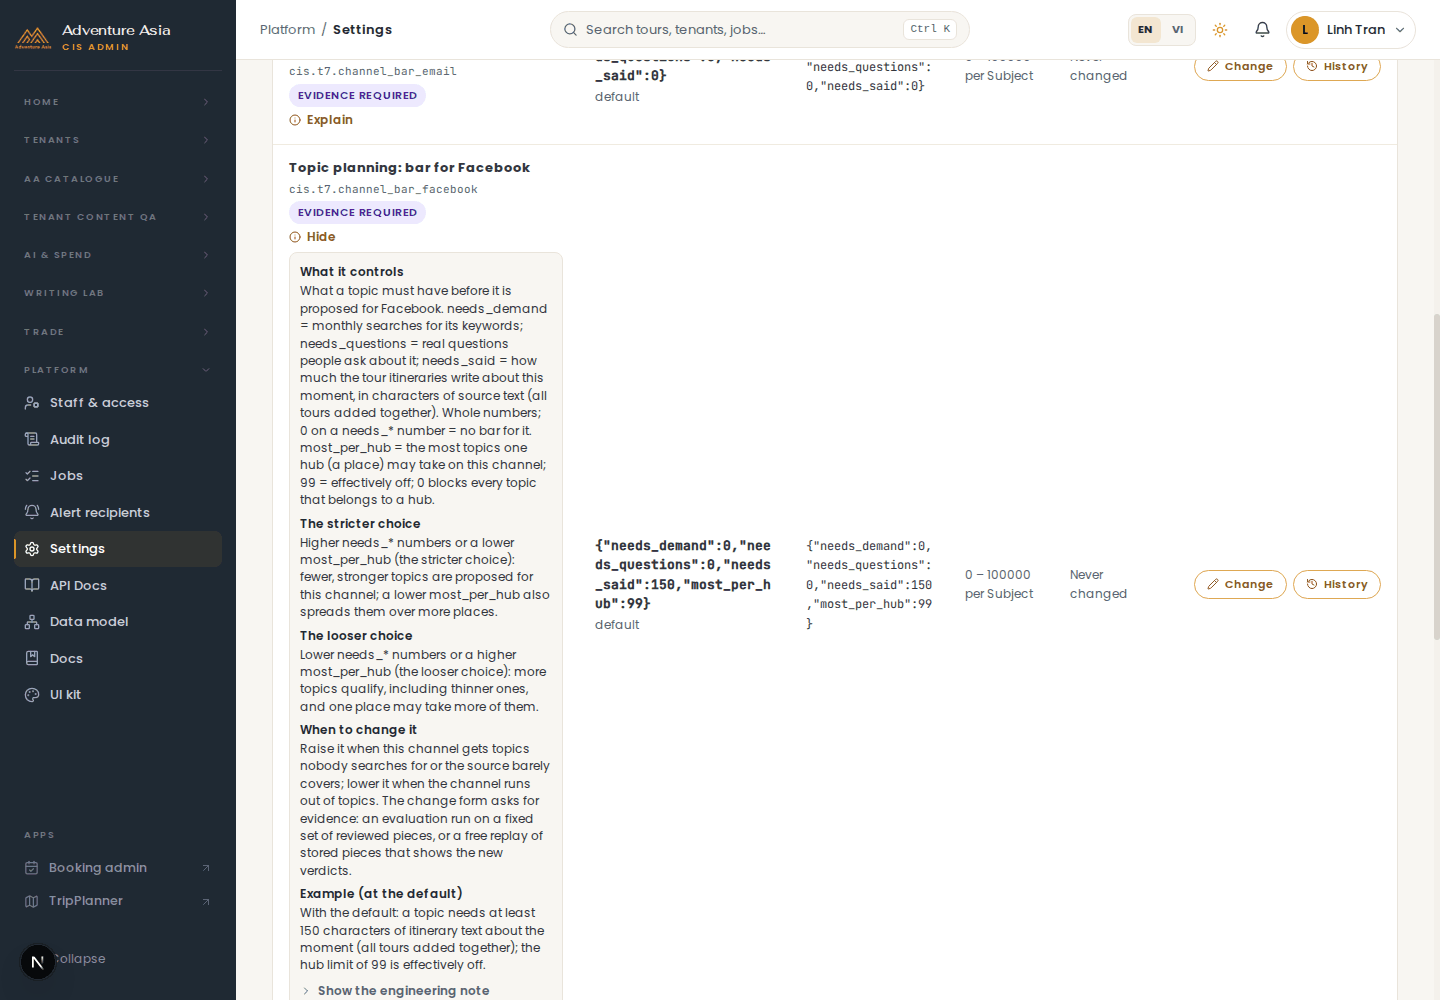 Adventure Asia
CIS ADMIN
Adventure Asia
HOME
TENANTS
AA CATALOGUE
TENANT CONTENT QA
AI & SPEND
WRITING LAB
TRADE
PLATFORM
Staff & access
Audit log
Jobs
Alert recipients
Settings
API Docs
Data model
Docs
UI kit
APPS
Booking admin
TripPlanner
Collapse
N
Platform / Settings
Search tours, tenants, jobs...
Ctrl K
EN
VI
L
Linh Tran
cis.t7.channel_bar_email
EVIDENCE REQUIRED
Explain
_said":0}
default
"needs_questions":
0,"needs_said":0}
per Subject
changed
Change
History
Topic planning: bar for Facebook
cis.t7.channel_bar_facebook
EVIDENCE REQUIRED
Hide
What it controls
What a topic must have before it is
proposed for Facebook. needs_demand
= monthly searches for its keywords;
needs_questions = real questions
people ask about it; needs_said = how
much the tour itineraries write about this
moment, in characters of source text (all
tours added together). Whole numbers;
0 on a needs_* number = no bar for it.
most_per_hub = the most topics one
hub (a place) may take on this channel;
99 = effectively off; 0 blocks every topic
that belongs to a hub.
The stricter choice
Higher needs_* numbers or a lower
most_per_hub (the stricter choice):
fewer, stronger topics are proposed for
this channel; a lower most_per_hub also
spreads them over more places.
The looser choice
Lower needs_* numbers or a higher
most_per_hub (the looser choice): more
topics qualify, including thinner ones,
and one place may take more of them.
When to change it
Raise it when this channel gets topics
nobody searches for or the source barely
covers; lower it when the channel runs
out of topics. The change form asks for
evidence: an evaluation run on a fixed
set of reviewed pieces, or a free replay of
stored pieces that shows the new
verdicts.
Example (at the default)
With the default: a topic needs at least
150 characters of itinerary text about the
moment (all tours added together); the
hub limit of 99 is effectively off.
Show the engineering note
{"needs_demand":0,"nee
ds_questions":0,"needs
_said":150,"most_per_h
ub":99}
default
{"needs_demand":0,
"needs_questions":
0,"needs_said":150
,"most_per_hub":99
}
0 – 100000
per Subject
Never
changed
Change
History